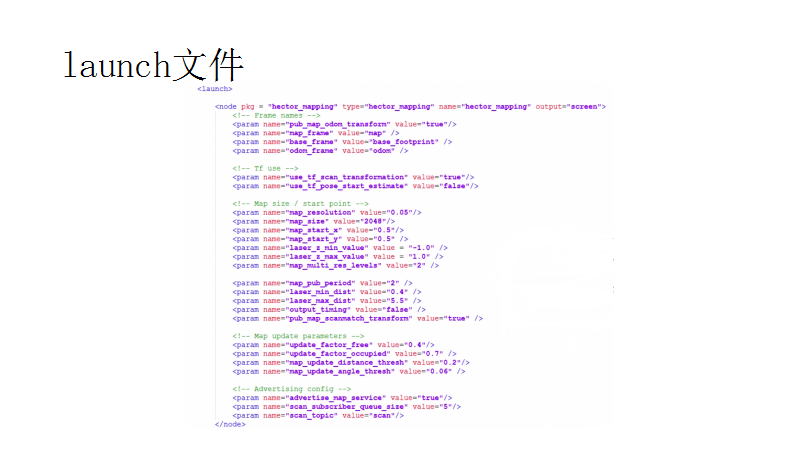 launch文件
<launch>
<node pkg = "hector_mapping" type="hector_mapping" name="hector_mapping" output="screen">
<!-- Frame names -->
<param name="pub_map_odom_transform" value="true"/>
<param name="map_frame" value="map" />
<param name="base_frame" value="base_footprint" />
<param name="odom_frame" value="odom" />
<!-- Tf use -->
<param name="use_tf_scan_transformation" value="true"/>
<param name="use_tf_pose_start_estimate" value="false"/>
<!-- Map size / start point -->
<param name="map_resolution" value="0.05"/>
<param name="map_size" value="2048"/>
<param name="map_start_x" value="0.5"/>
<param name="map_start_y" value="0.5" />
<param name="laser_z_min_value" value = "-1.0" />
<param name="laser_z_max_value" value = "1.0" />
<param name="map_multi_res_levels" value="2" />
<param name="map_pub_period" value="2" />
<param name="laser_min_dist" value="0.4" />
<param name="laser_max_dist" value="5.5" />
<param name="output_timing" value="false" />
<param name="pub_map_scanmatch_transform" value="true" />
<!-- Map update parameters -->
<param name="update_factor_free" value="0.4"/>
<param name="update_factor_occupied" value="0.7" />
<param name="map_update_distance_thresh" value="0.2"/>
<param name="map_update_angle_thresh" value="0.06" />
<!-- Advertising config -->
<param name="advertise_map_service" value="true"/>
<param name="scan_subscriber_queue_size" value="5"/>
<param name="scan_topic" value="scan"/>
</node>